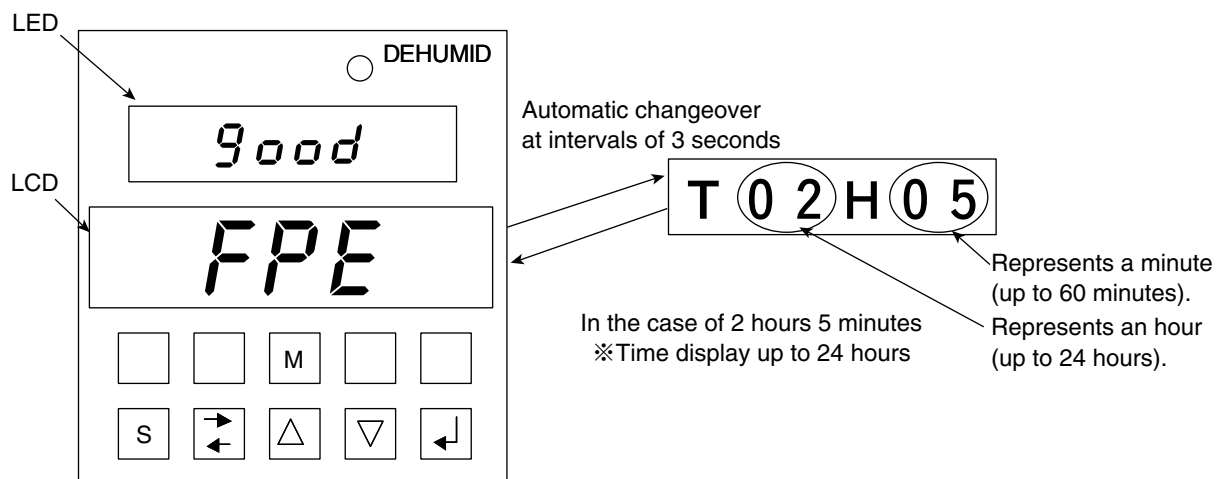 LED
DEHUMID
good
Automatic changeover
at intervals of 3 seconds
LCD
FPE
T 0 2 H 0 5
Represents a minute
(up to 60 minutes).
In the case of 2 hours 5 minutes
※Time display up to 24 hours
Represents an hour
(up to 24 hours).
M
S